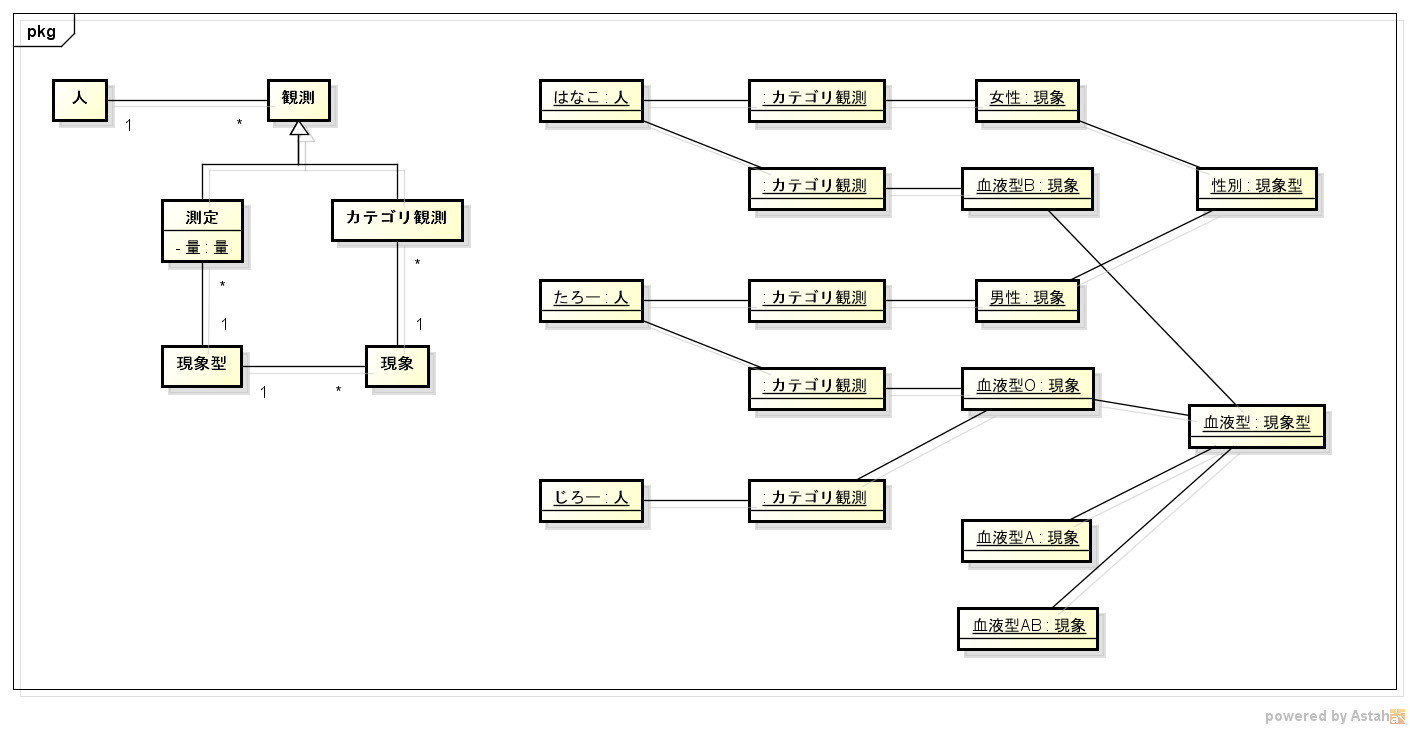 pkg
人
観測
1
*
測定
- 量 : 量
カテゴリ観測
*
*
1
1
現象型
現象
1
*
はなこ : 人
: カテゴリ観測
女性 : 現象
: カテゴリ観測
血液型B : 現象
性別 : 現象型
たろー : 人
: カテゴリ観測
男性 : 現象
: カテゴリ観測
血液型O : 現象
血液型 : 現象型
じろー : 人
: カテゴリ観測
血液型A : 現象
血液型AB : 現象
powered by Astah